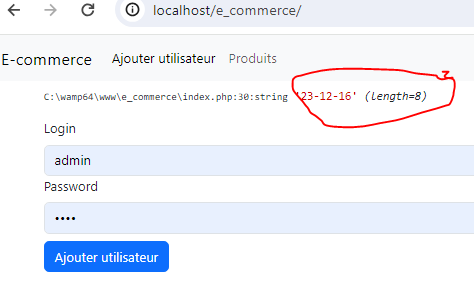 localhost/e_commerce/
E-commerce Ajouter utilisateur Produits
C:\wamp64\www\e_commerce\index.php:30:string '23-12-16' (length=8)
Login
admin
Password
••••
Ajouter utilisateur